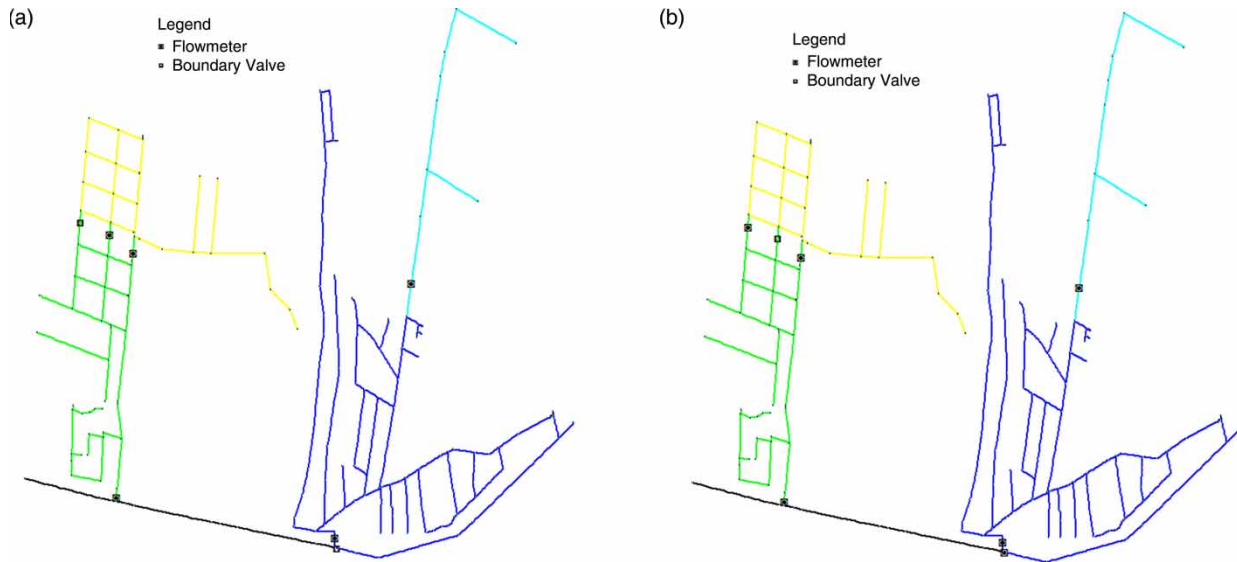 (a)
Legend
Flowmeter
Boundary Valve
(b)
Legend
Flowmeter
Boundary Valve